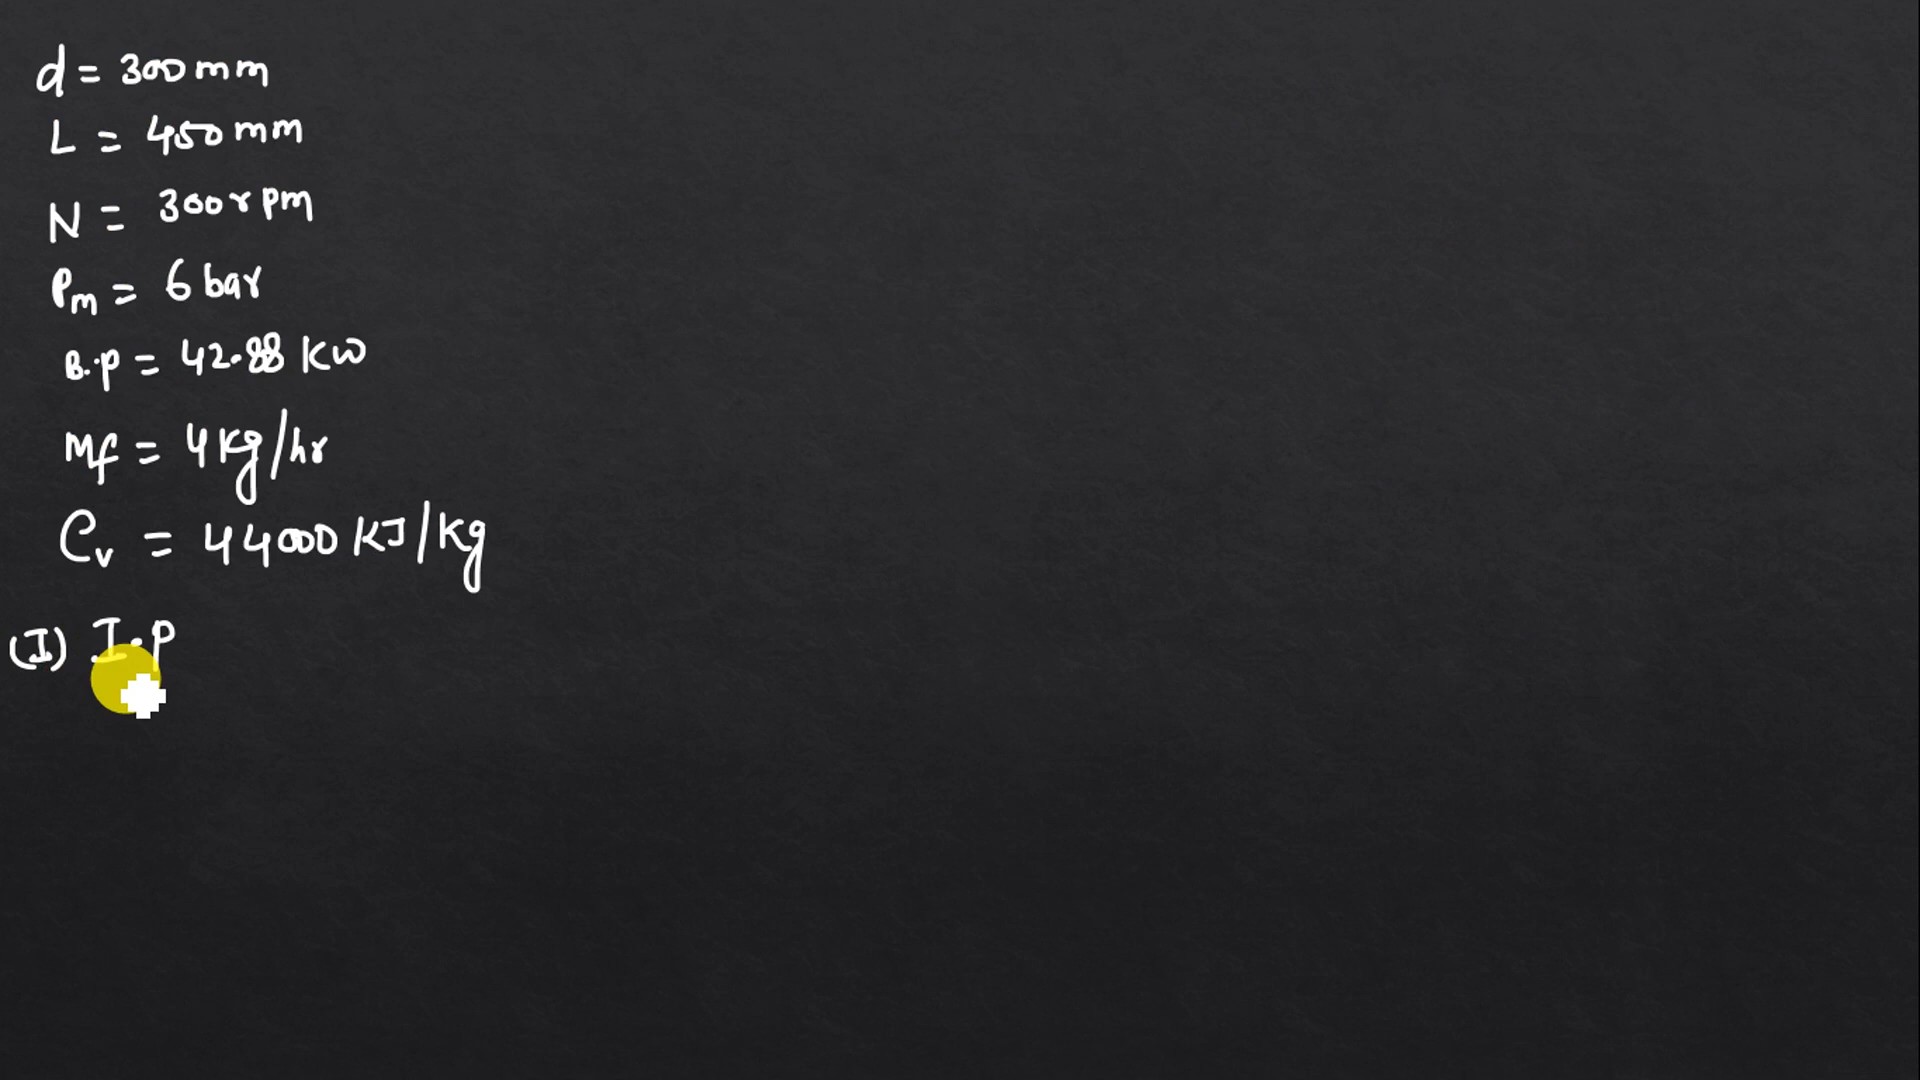 d = 300 mm
L = 450 mm
N = 300 rpm
Pm = 6 bar
B.P = 42.88 KW
Mf = 4 Kg/hr
Cv = 44000 KJ/Kg
(I) I.P